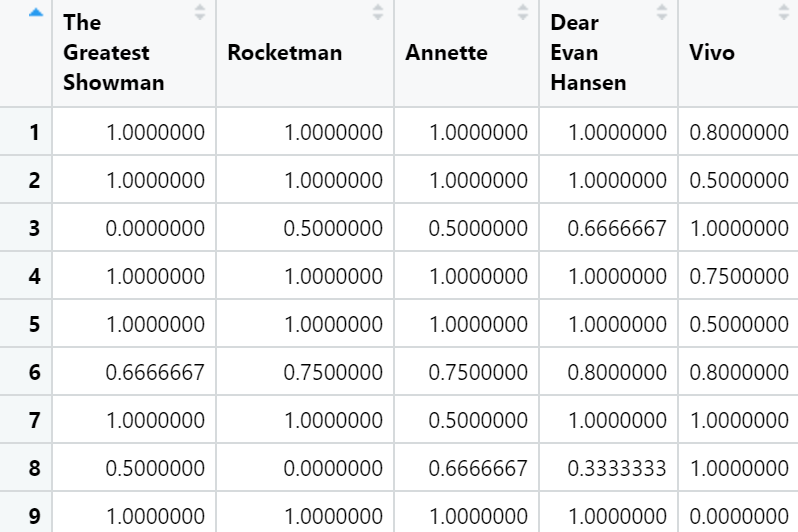 The Greatest Showman Rocketman Annette Dear Evan Hansen Vivo
1 1.0000000 1.0000000 1.0000000 1.0000000 0.8000000
2 1.0000000 1.0000000 1.0000000 1.0000000 0.5000000
3 0.0000000 0.5000000 0.5000000 0.6666667 1.0000000
4 1.0000000 1.0000000 1.0000000 1.0000000 0.7500000
5 1.0000000 1.0000000 1.0000000 1.0000000 0.5000000
6 0.6666667 0.7500000 0.7500000 0.8000000 0.8000000
7 1.0000000 1.0000000 0.5000000 1.0000000 1.0000000
8 0.5000000 0.0000000 0.6666667 0.3333333 1.0000000
9 1.0000000 1.0000000 1.0000000 1.0000000 0.0000000